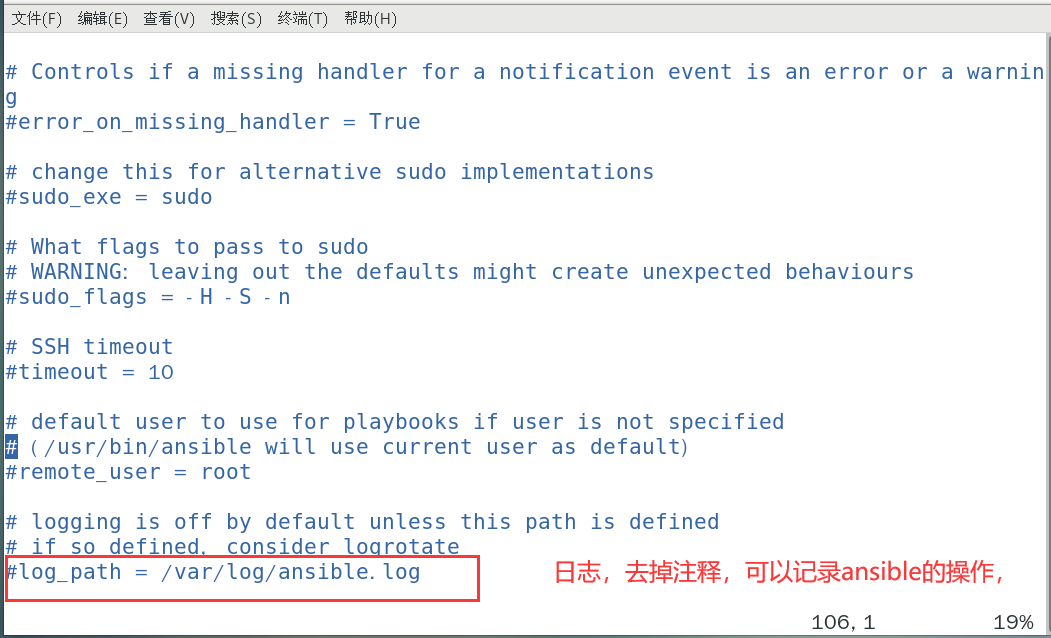 文件(F) 编辑(E) 查看(V) 搜索(S) 终端(T) 帮助(H)
# Controls if a missing handler for a notification event is an error or a warnin
g
#error_on_missing_handler = True
# change this for alternative sudo implementations
#sudo_exe = sudo
# What flags to pass to sudo
# WARNING: leaving out the defaults might create unexpected behaviours
#sudo_flags = -H -S -n
# SSH timeout
#timeout = 10
# default user to use for playbooks if user is not specified
# (/usr/bin/ansible will use current user as default)
#remote_user = root
# logging is off by default unless this path is defined
# if so defined, consider logrotate
#log_path = /var/log/ansible.log
日志，去掉注释，可以记录ansible的操作，
106,1 19%